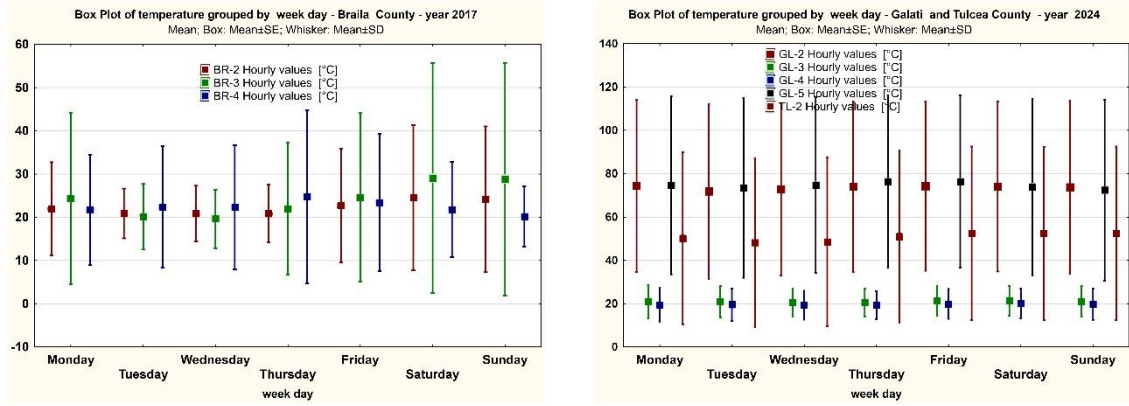 Box Plot of temperature grouped by week day - Braila County - year 2017
Mean; Box: Mean±SE; Whisker: Mean±SD
60
50
40
30
20
10
0
-10
BR-2 Hourly values [°C]
BR-3 Hourly values [°C]
BR-4 Hourly values [°C]
Monday
Tuesday
Wednesday
Thursday
Friday
Saturday
Sunday
week day
Box Plot of temperature grouped by week day - Galati and Tulcea County - year 2024
Mean; Box: Mean±SE; Whisker: Mean±SD
140
120
100
80
60
40
20
0
GL-2 Hourly values [°C]
GL-3 Hourly values [°C]
GL-4 Hourly values [°C]
GL-5 Hourly values [°C]
TL-2 Hourly values [°C]
Monday
Tuesday
Wednesday
Thursday
Friday
Saturday
Sunday
week day